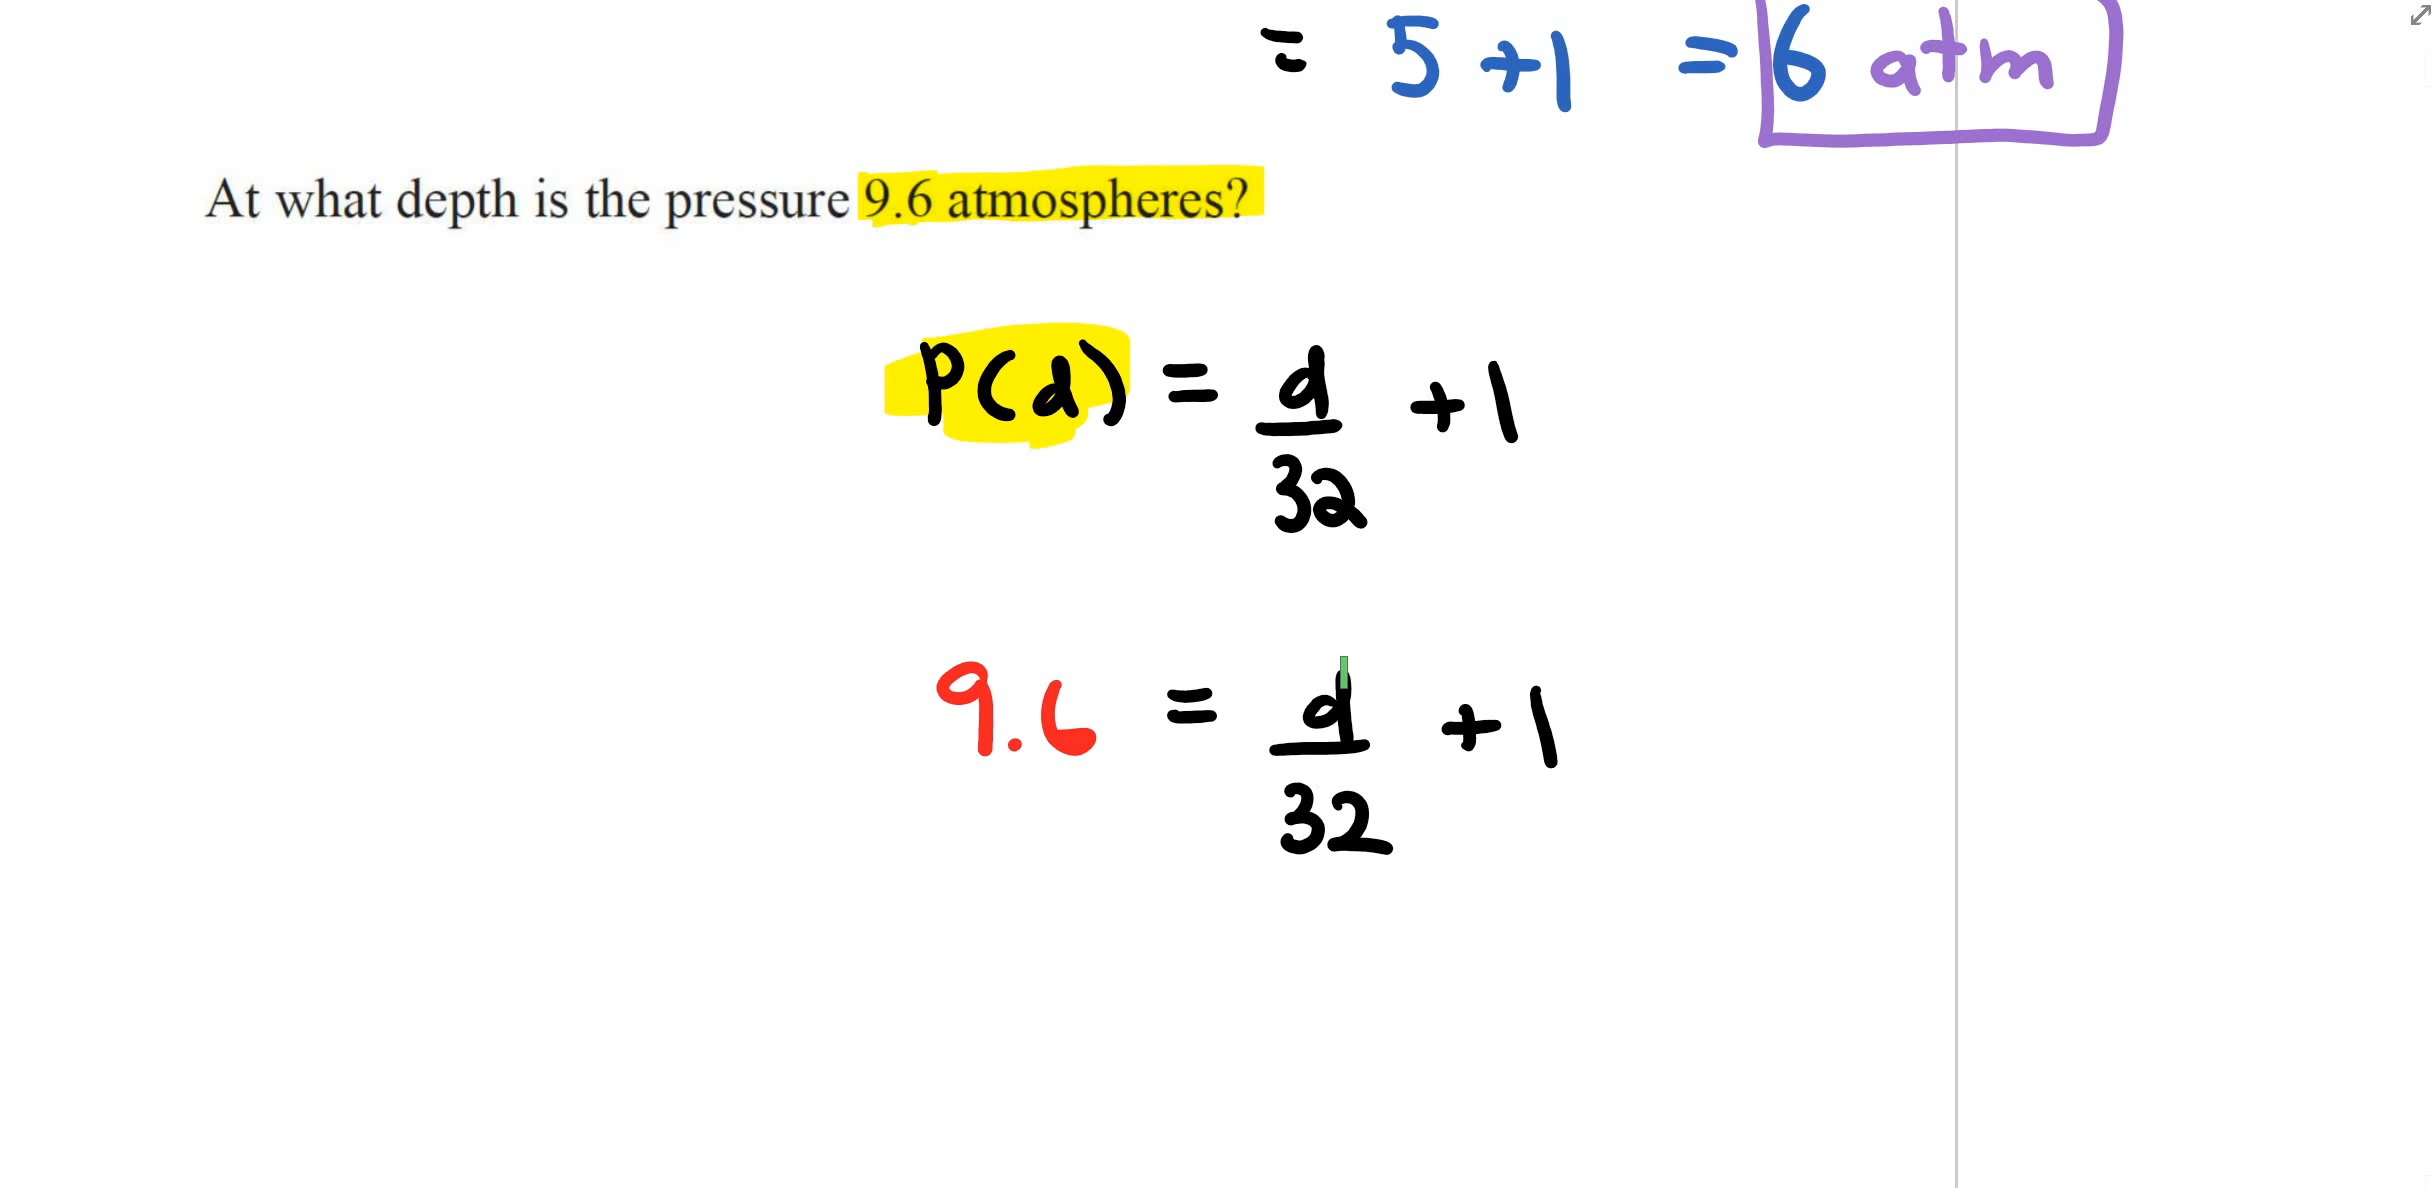 = 5 + 1 = 6 atm
At what depth is the pressure 9.6 atmospheres?
P(d) = d/32 + 1
9.6 = d/32 + 1